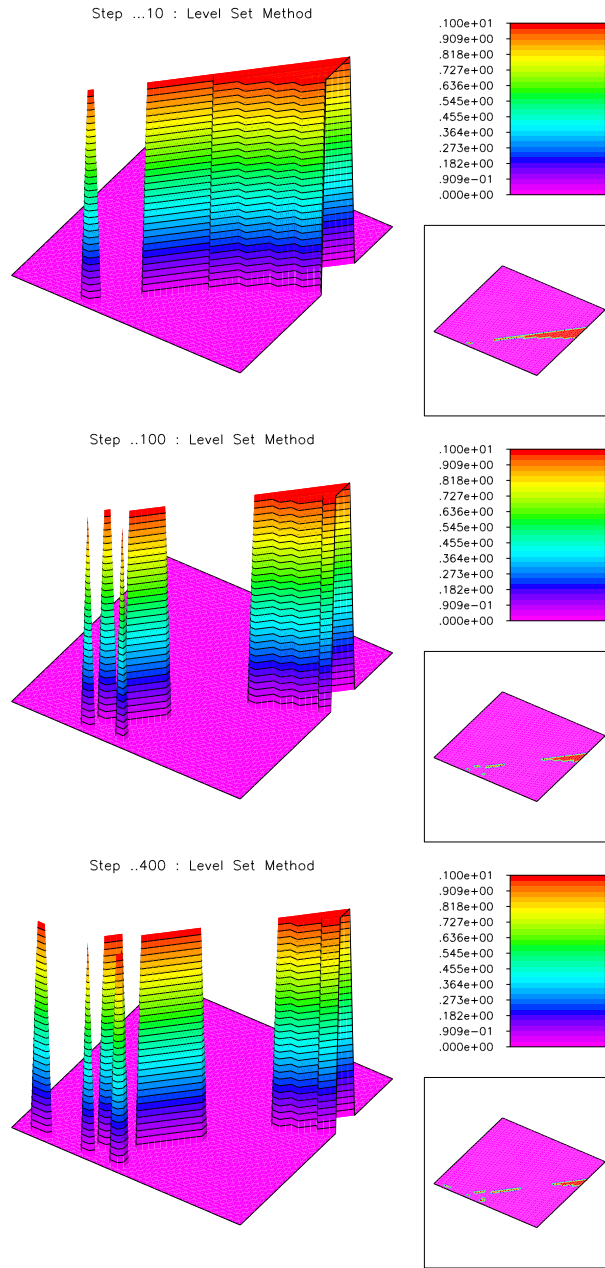 Step ...10 : Level Set Method
.100e+01
.909e+00
.818e+00
.727e+00
.636e+00
.545e+00
.455e+00
.364e+00
.273e+00
.182e+00
.909e-01
.000e+00
Step ..100 : Level Set Method
.100e+01
.909e+00
.818e+00
.727e+00
.636e+00
.545e+00
.455e+00
.364e+00
.273e+00
.182e+00
.909e-01
.000e+00
Step ..400 : Level Set Method
.100e+01
.909e+00
.818e+00
.727e+00
.636e+00
.545e+00
.455e+00
.364e+00
.273e+00
.182e+00
.909e-01
.000e+00